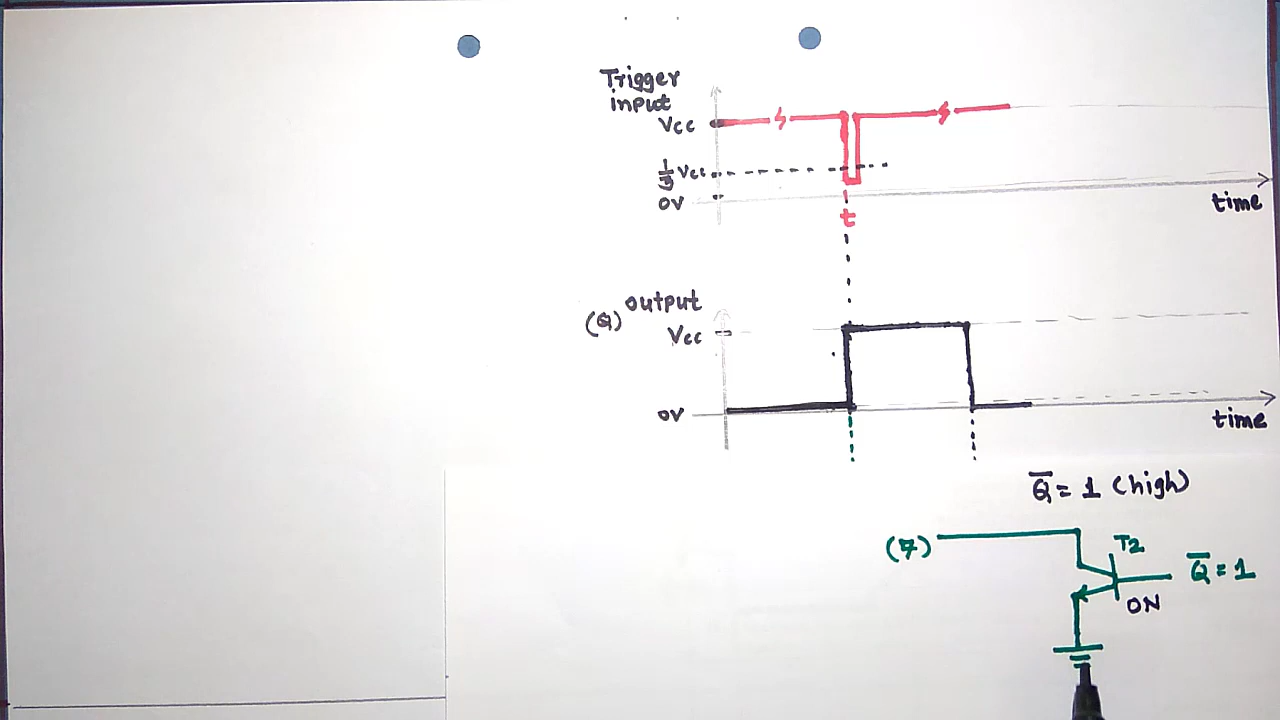 Trigger
input
Vcc
1/3 Vcc
0V
time
t
output
(Q)
Vcc
0V
time
Q̅ = 1 (high)
(7)
T2
Q̅ = 1
ON